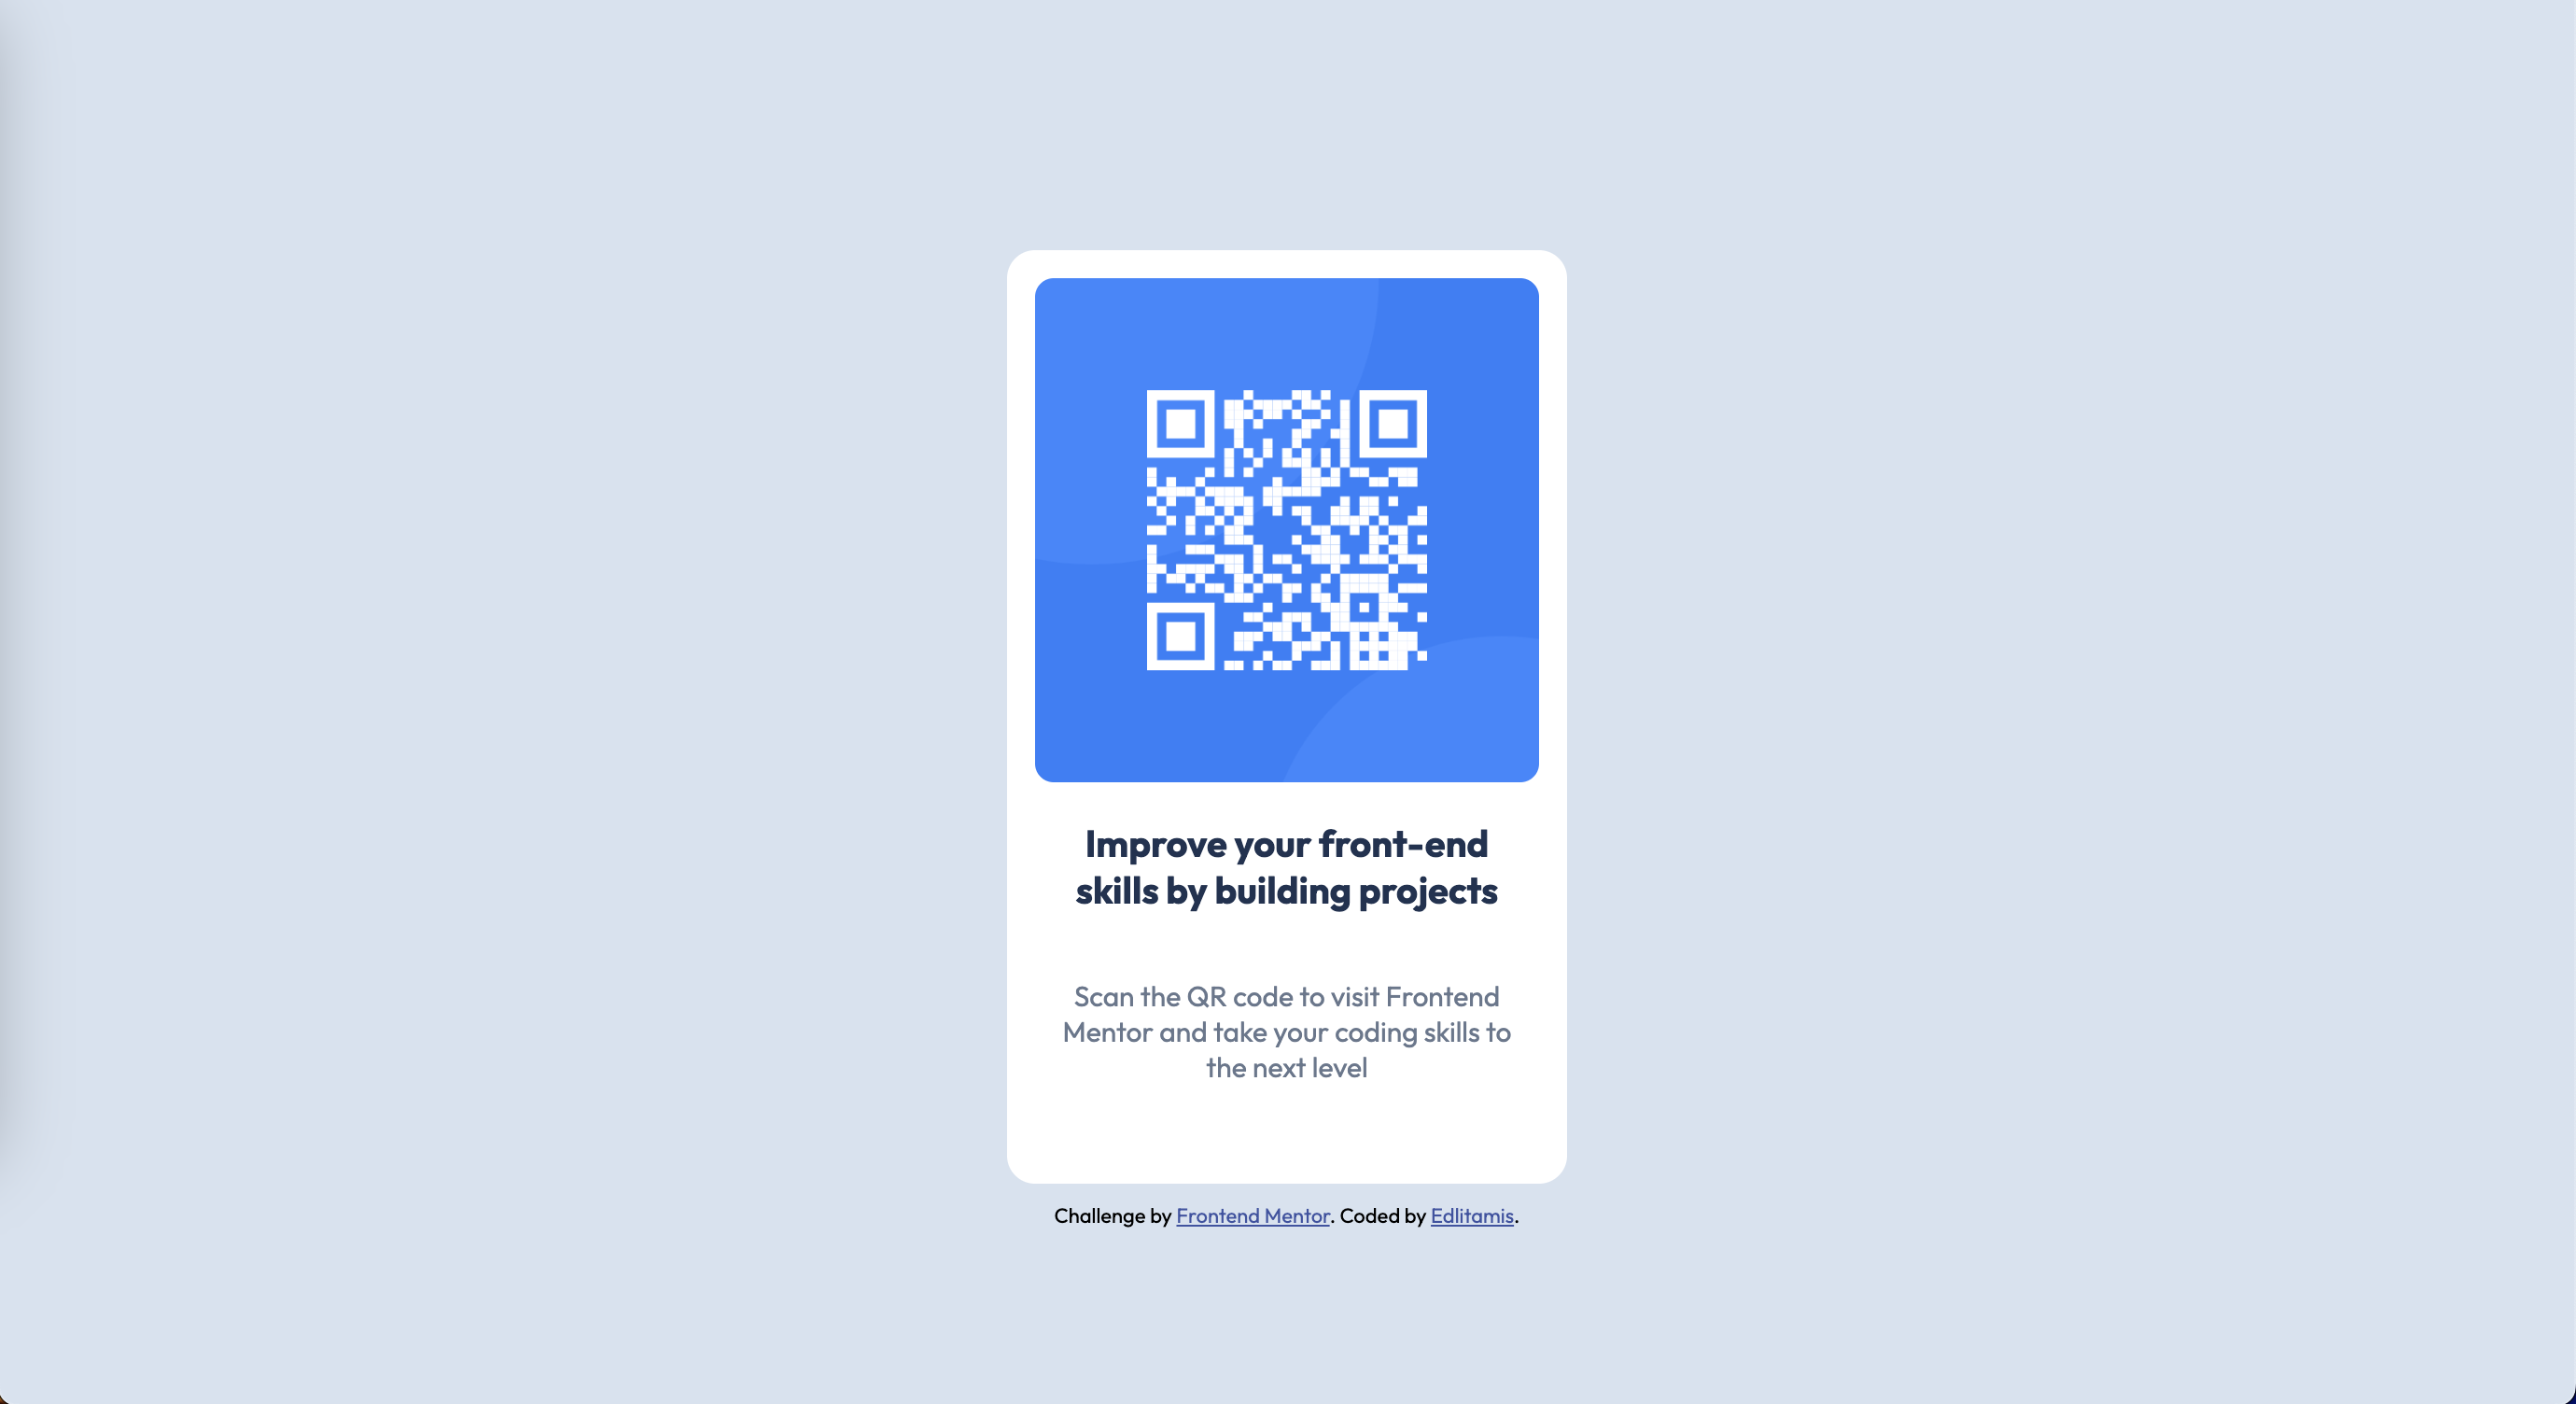 Improve your front-end
skills by building projects
Scan the QR code to visit Frontend
Mentor and take your coding skills to
the next level
Challenge by Frontend Mentor. Coded by Edlitamis.